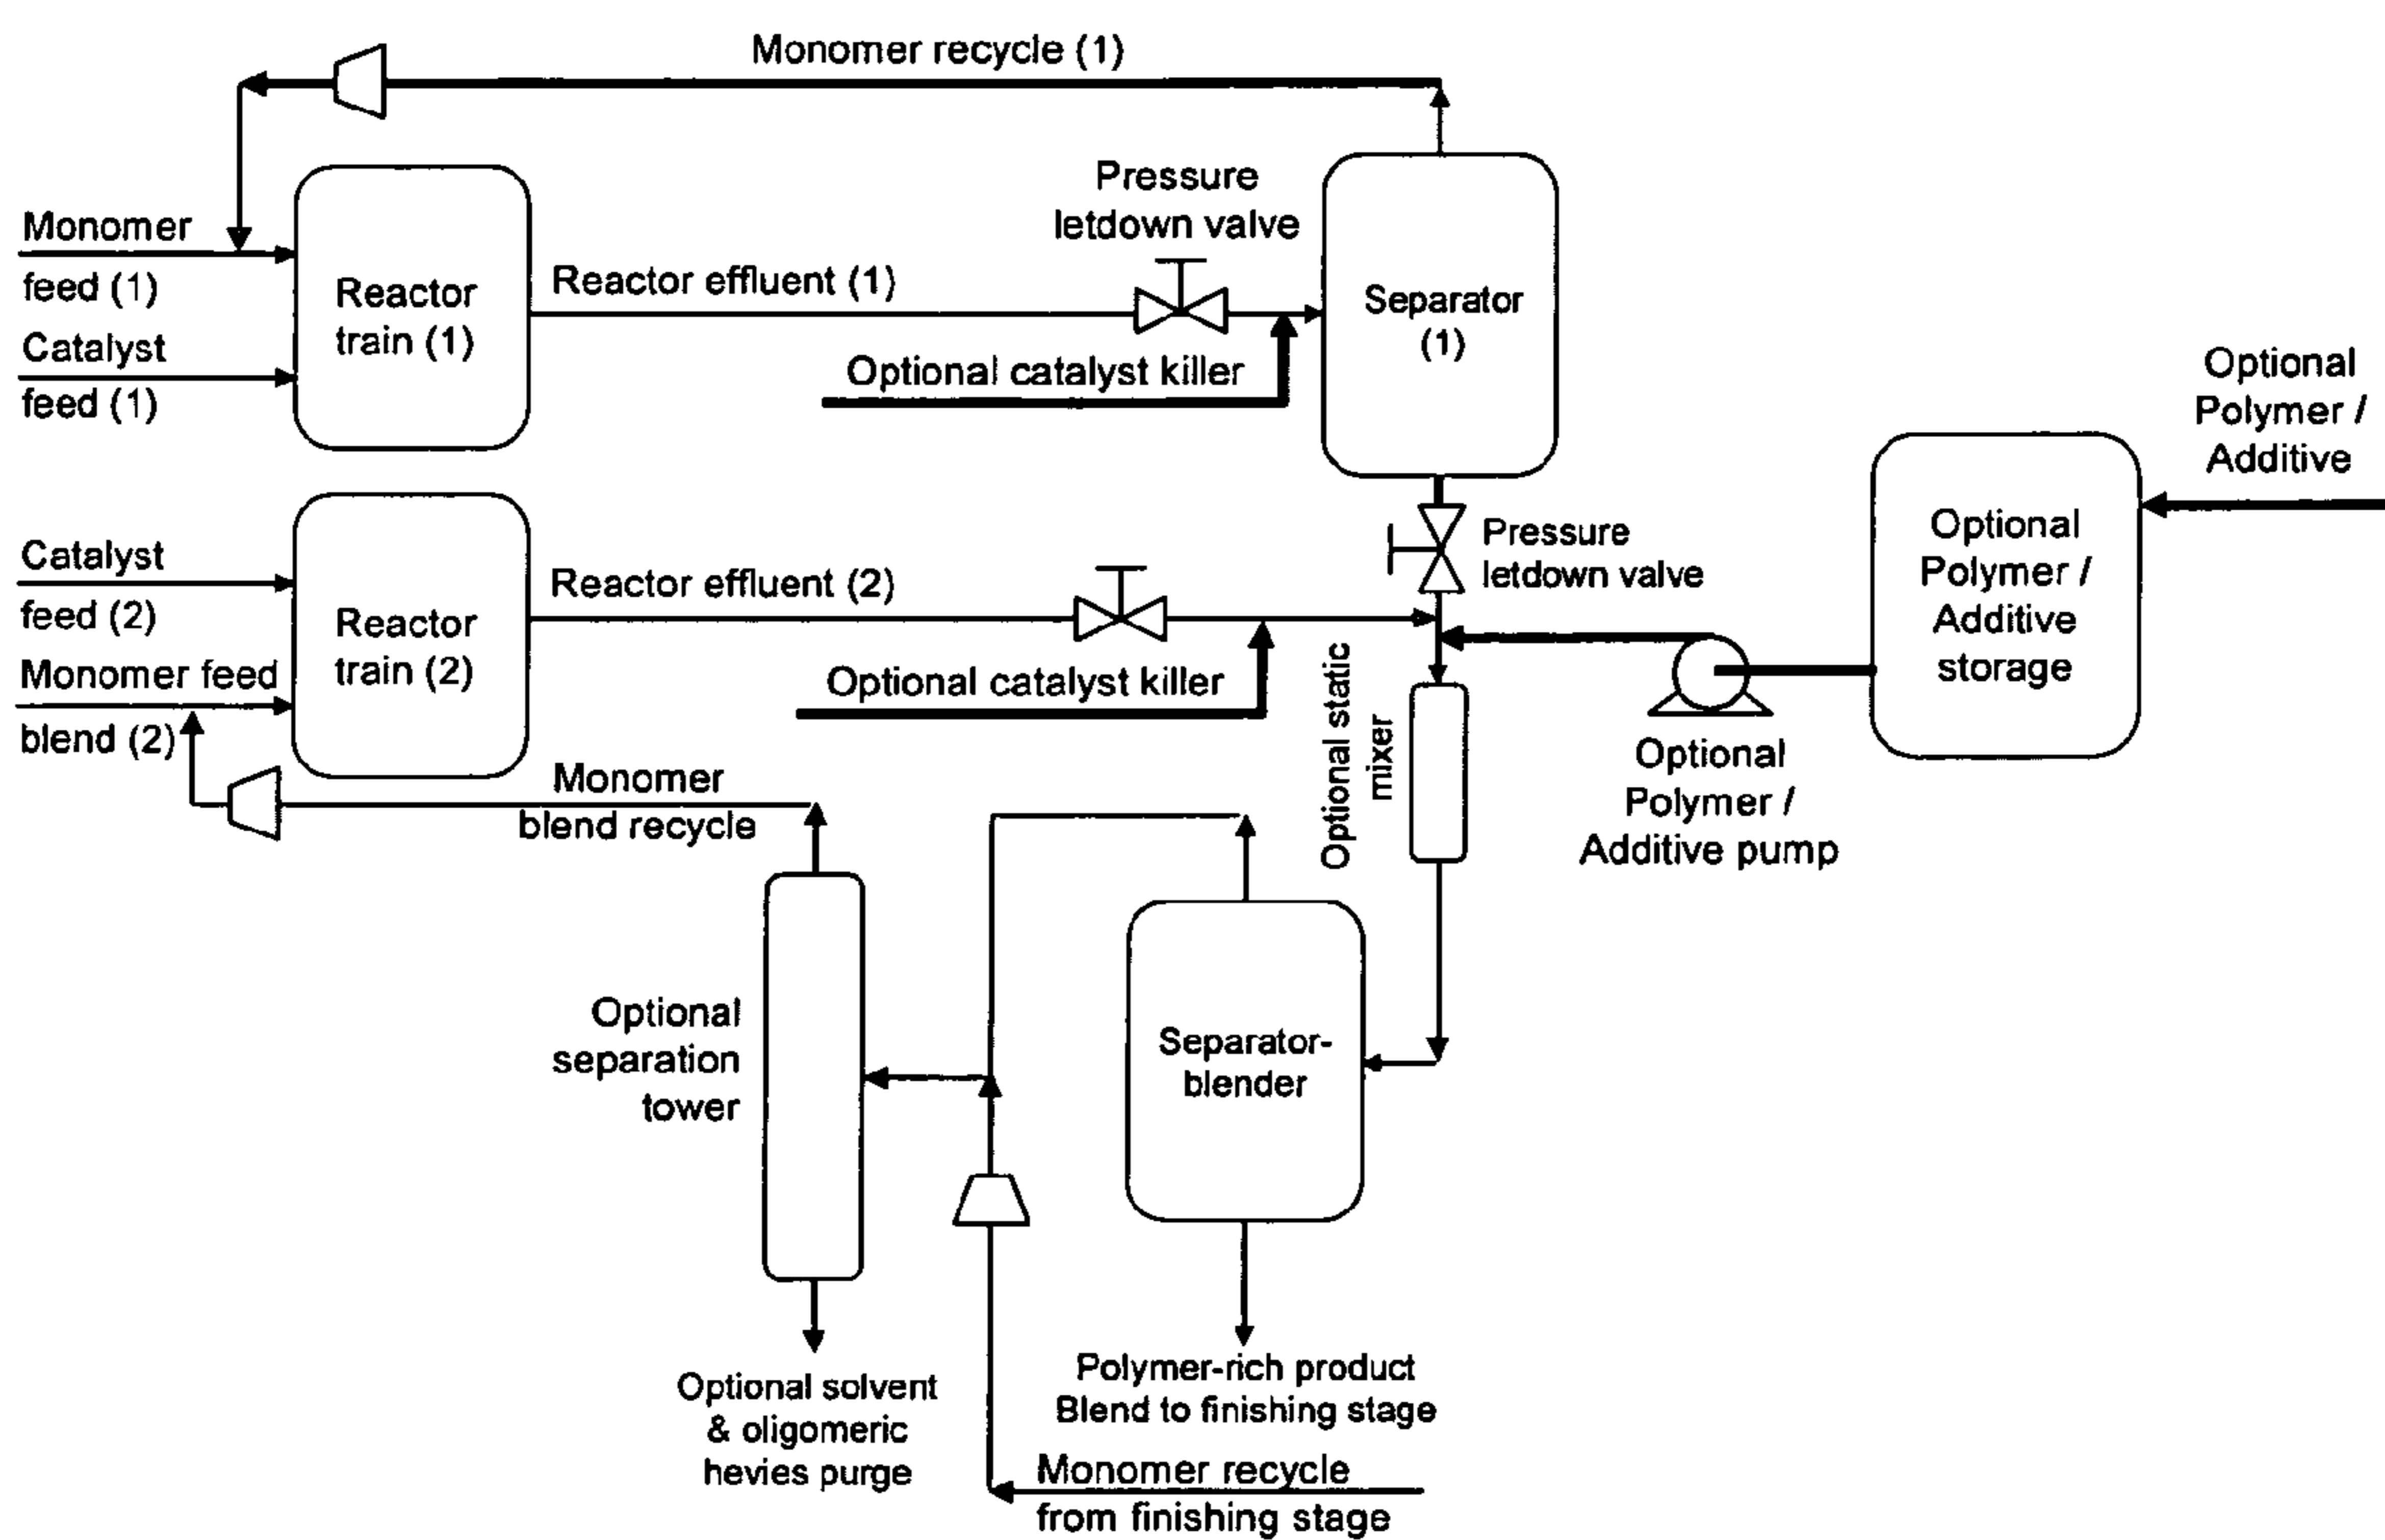 Monomer recycle (1)
Pressure
letdown valve
Monomer
feed (1)
Reactor
train (1)
Reactor effluent (1)
Separator
(1)
Catalyst
feed (1)
Optional catalyst killer
Optional
Polymer /
Additive
Catalyst
feed (2)
Reactor
train (2)
Reactor effluent (2)
Pressure
letdown valve
Optional
Polymer /
Additive
storage
Monomer feed
blend (2)
Optional catalyst killer
Optional static
mixer
Optional
Polymer /
Additive pump
Monomer
blend recycle
Optional
separation
tower
Separator-
blender
Optional solvent
& oligomeric
hevies purge
Polymer-rich product
Blend to finishing stage
Monomer recycle
from finishing stage